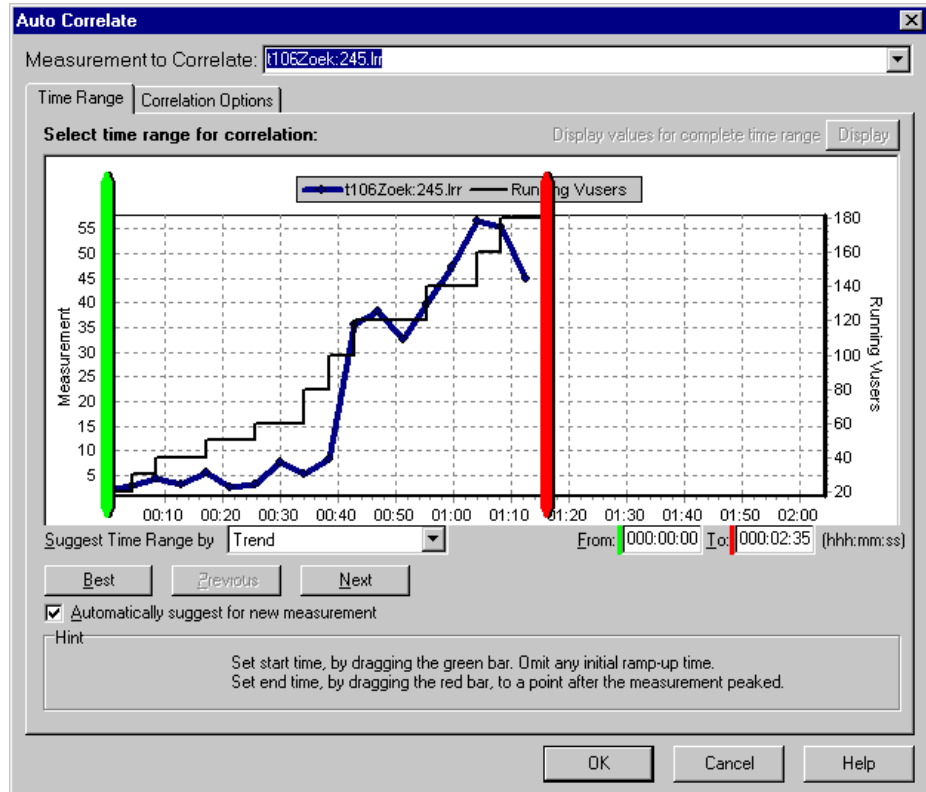 Auto Correlate
Measurement to Correlate: t106Zoek:245.lrr
Time Range Correlation Options
Select time range for correlation: Display values for complete time range Display
t106Zoek:245.lrr Running Vusers
55
50
45
40
35
30
25
20
15
10
5
Measurement
180
160
140
120
100
80
60
40
20
Running Vusers
00:10 00:20 00:30 00:40 00:50 01:00 01:10 01:20 01:30 01:40 01:50 02:00
Suggest Time Range by Trend From: 000:00:00 To: 000:02:35 (hhh:mm:ss)
Best Previous Next
Automatically suggest for new measurement
Hint
Set start time, by dragging the green bar. Omit any initial ramp-up time.
Set end time, by dragging the red bar, to a point after the measurement peaked.
OK Cancel Help